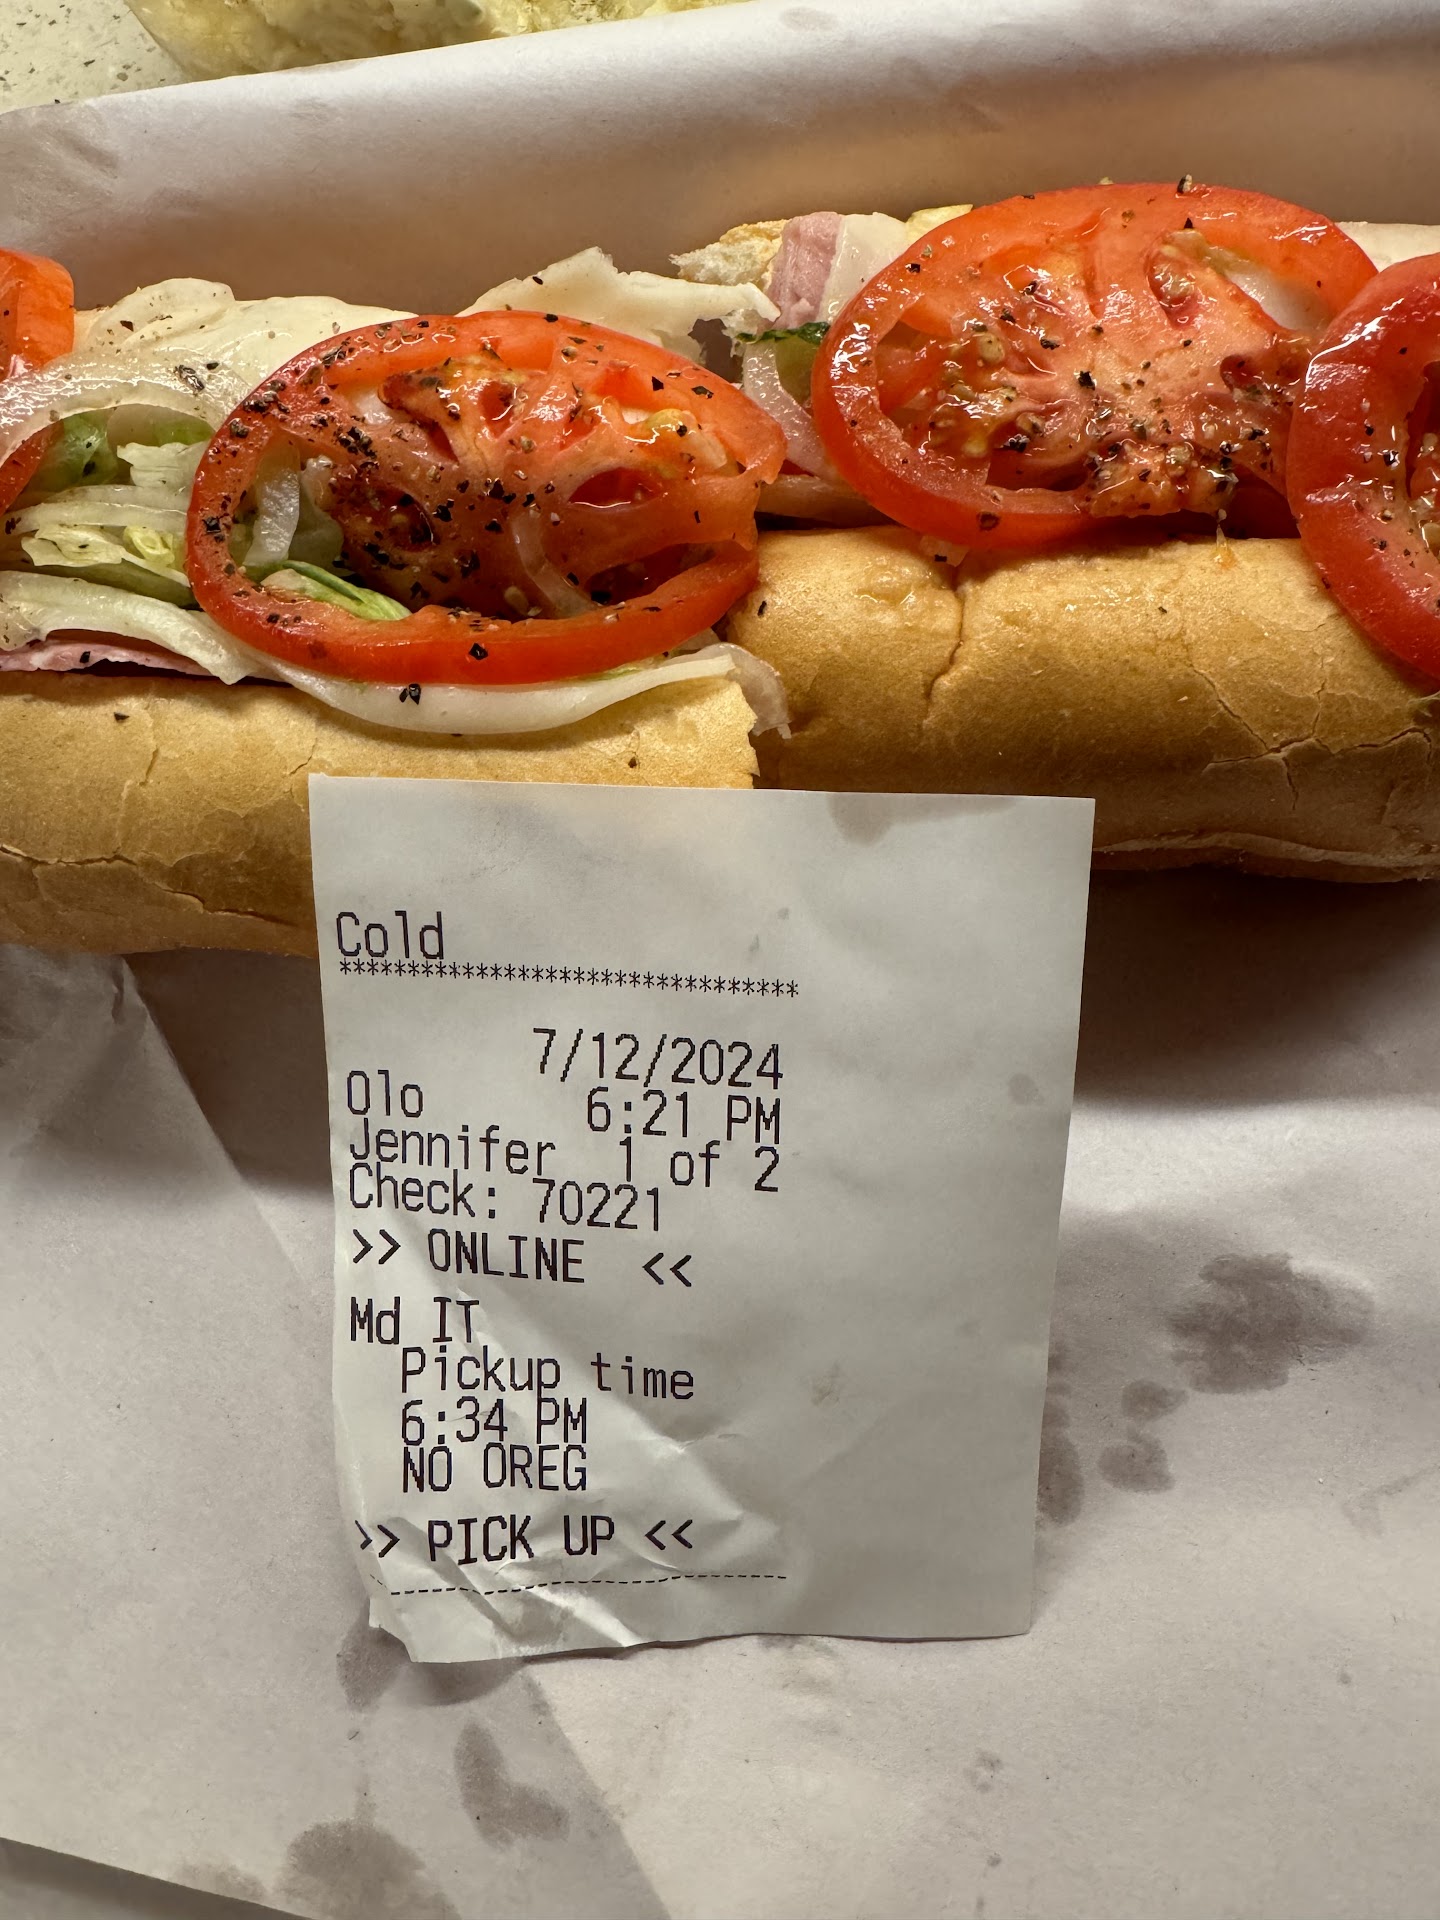 Cold
**********************************
7/12/2024
Olo 6:21 PM
Jennifer 1 of 2
Check: 70221
>> ONLINE <<
Md IT
Pickup time
6:34 PM
NO OREG
>> PICK UP <<